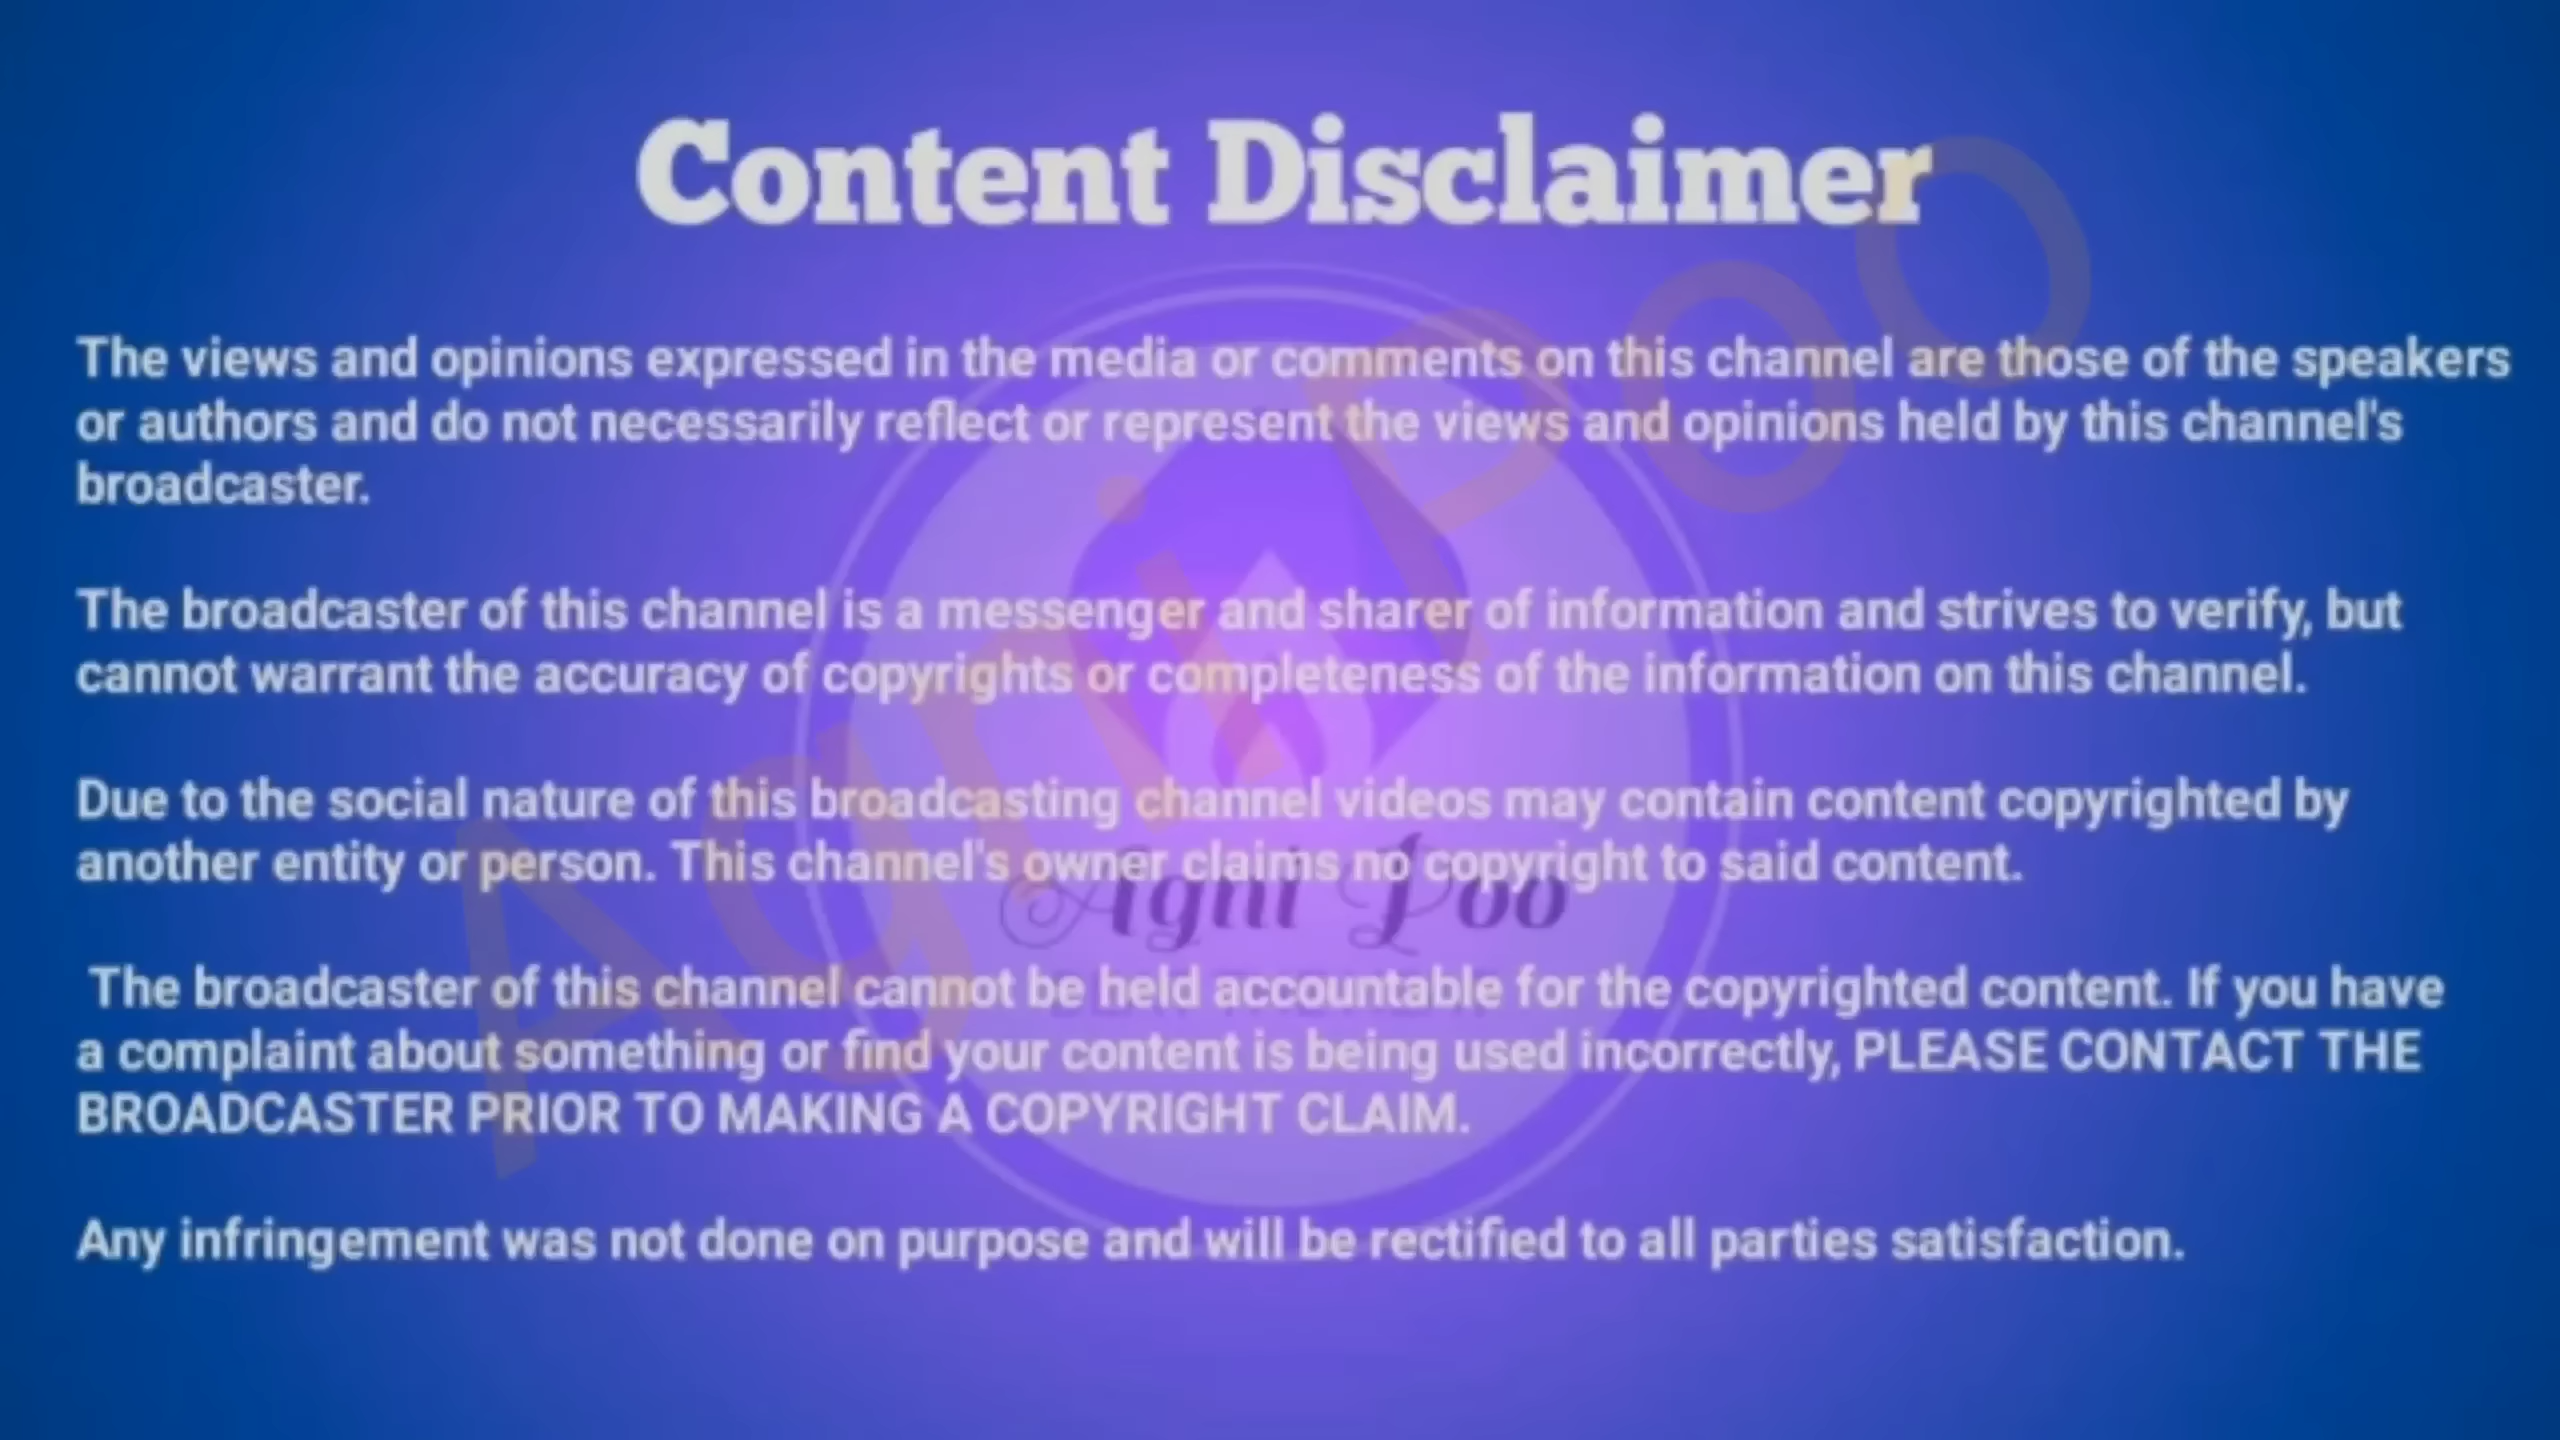 Content Disclaimer
The views and opinions expressed in the media or comments on this channel are those of the speakers
or authors and do not necessarily reflect or represent the views and opinions held by this channel's
broadcaster.
The broadcaster of this channel is a messenger and sharer of information and strives to verify, but
cannot warrant the accuracy of copyrights or completeness of the information on this channel.
Due to the social nature of this broadcasting channel videos may contain content copyrighted by
another entity or person. This channel's owner claims no copyright to said content.
Agni Poo
The broadcaster of this channel cannot be held accountable for the copyrighted content. If you have
a complaint about something or find your content is being used incorrectly, PLEASE CONTACT THE
BROADCASTER PRIOR TO MAKING A COPYRIGHT CLAIM.
Any infringement was not done on purpose and will be rectified to all parties satisfaction.
Agni Poo